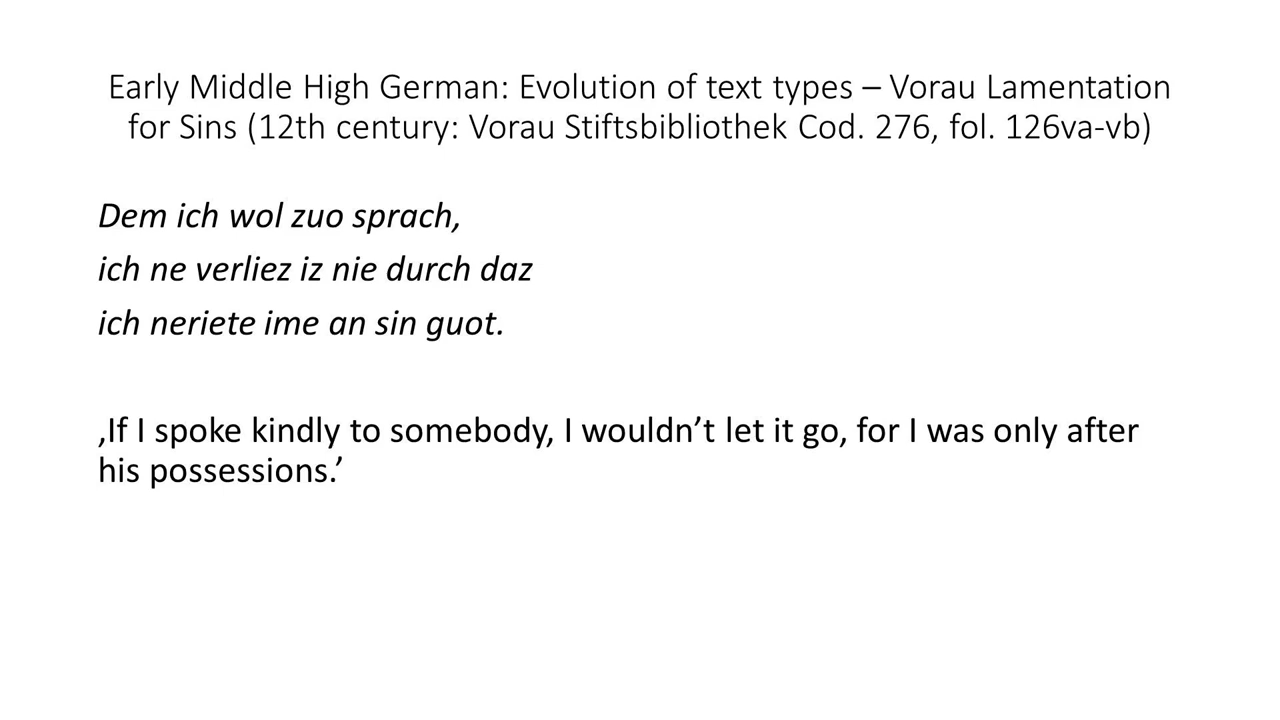 Early Middle High German: Evolution of text types – Vorau Lamentation
for Sins (12th century: Vorau Stiftsbibliothek Cod. 276, fol. 126va-vb)
Dem ich wol zuo sprach,
ich ne verliez iz nie durch daz
ich neriete ime an sin guot.
‚If I spoke kindly to somebody, I wouldn’t let it go, for I was only after
his possessions.’